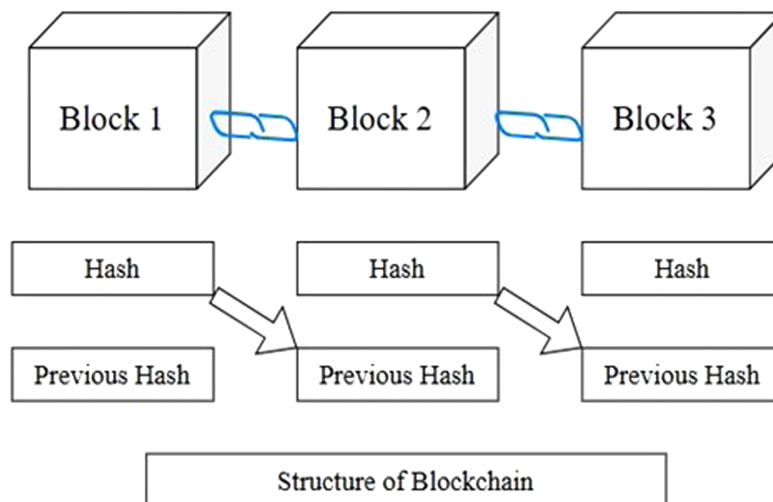 Block 1
Block 2
Block 3
Hash
Hash
Hash
Previous Hash
Previous Hash
Previous Hash
Structure of Blockchain